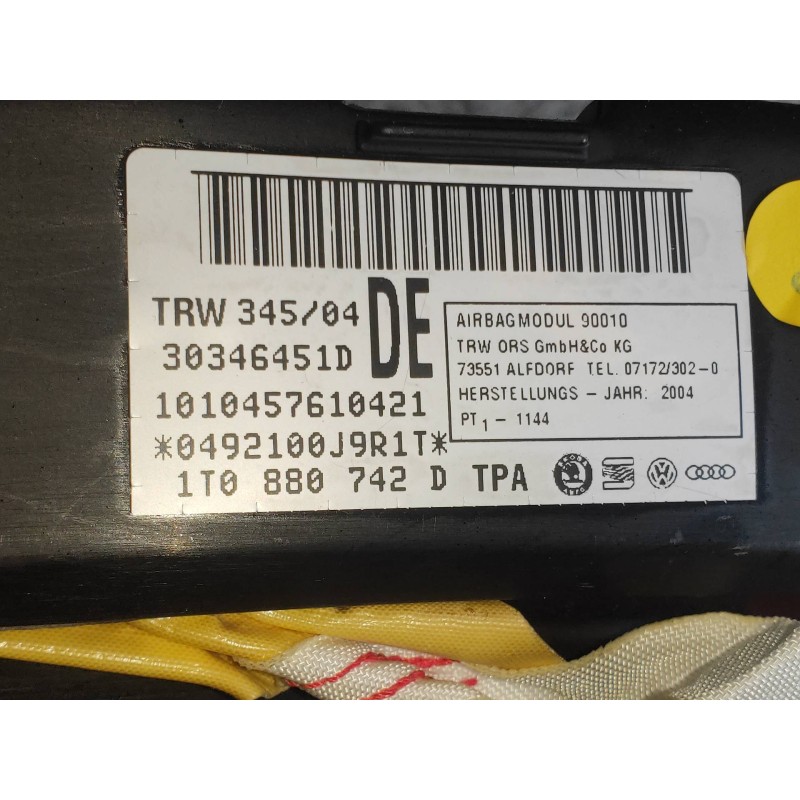 TRW 345/04 DE
30346451D
1010457610421
*0492100J9R1T*
1T0 880 742 D TPA
AIRBAGMODUL 90010
TRW ORS GmbH&Co KG
73551 ALFDORF TEL. 07172/302-0
HERSTELLUNGS - JAHR: 2004
PT1 - 1144